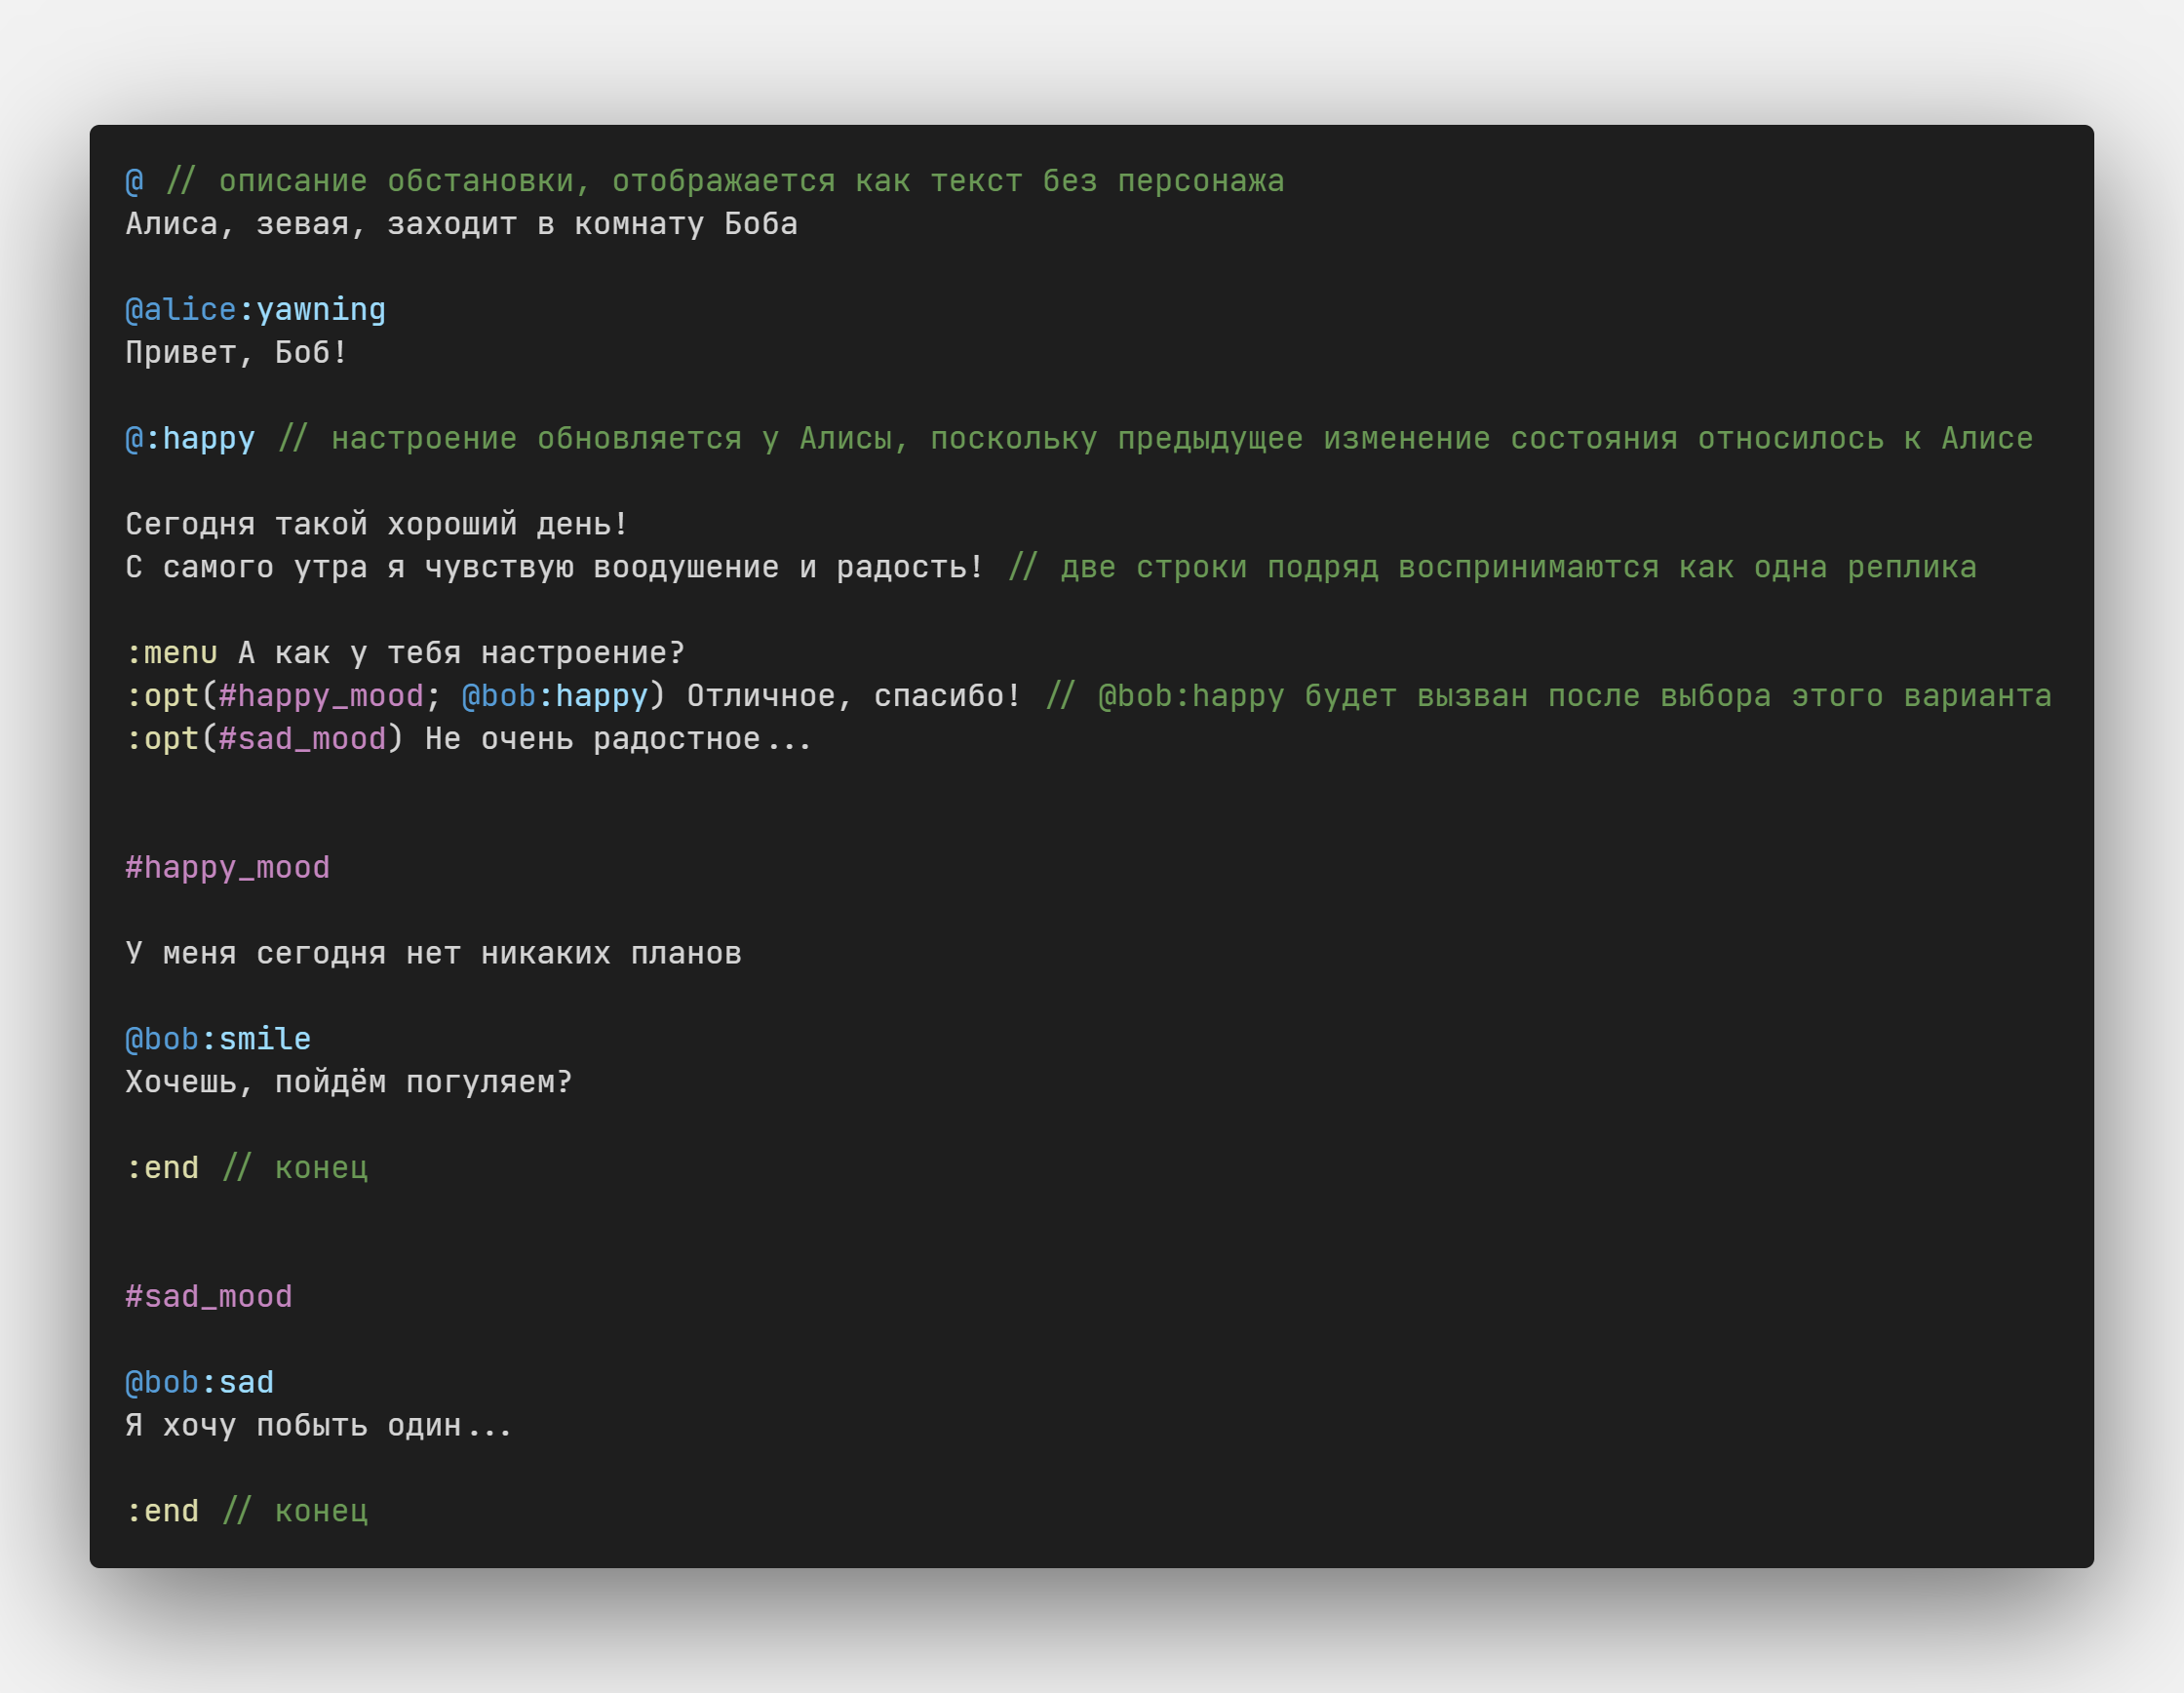 @ // описание обстановки, отображается как текст без персонажа
Алиса, зевая, заходит в комнату Боба
@alice:yawning
Привет, Боб!
@:happy // настроение обновляется у Алисы, поскольку предыдущее изменение состояния относилось к Алисе
Сегодня такой хороший день!
С самого утра я чувствую воодушение и радость! // две строки подряд воспринимаются как одна реплика
:menu А как у тебя настроение?
:opt(#happy_mood; @bob:happy) Отличное, спасибо! // @bob:happy будет вызван после выбора этого варианта
:opt(#sad_mood) Не очень радостное...
#happy_mood
У меня сегодня нет никаких планов
@bob:smile
Хочешь, пойдём погуляем?
:end // конец
#sad_mood
@bob:sad
Я хочу побыть один...
:end // конец